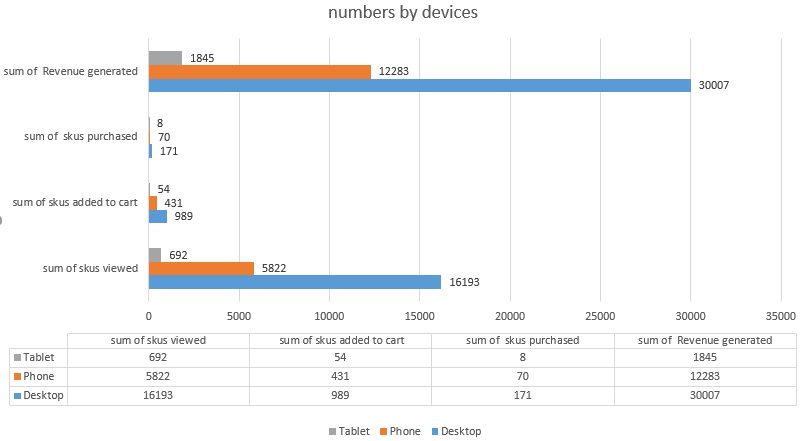 numbers by devices
sum of  Revenue generated
1845
12283
30007
sum of  skus purchased
8
70
171
sum of skus added to cart
54
431
989
sum of skus viewed
692
5822
16193
0 5000 10000 15000 20000 25000 30000 35000
sum of skus viewed sum of skus added to cart sum of  skus purchased sum of  Revenue generated
Tablet 692 54 8 1845
Phone 5822 431 70 12283
Desktop 16193 989 171 30007
Tablet Phone Desktop